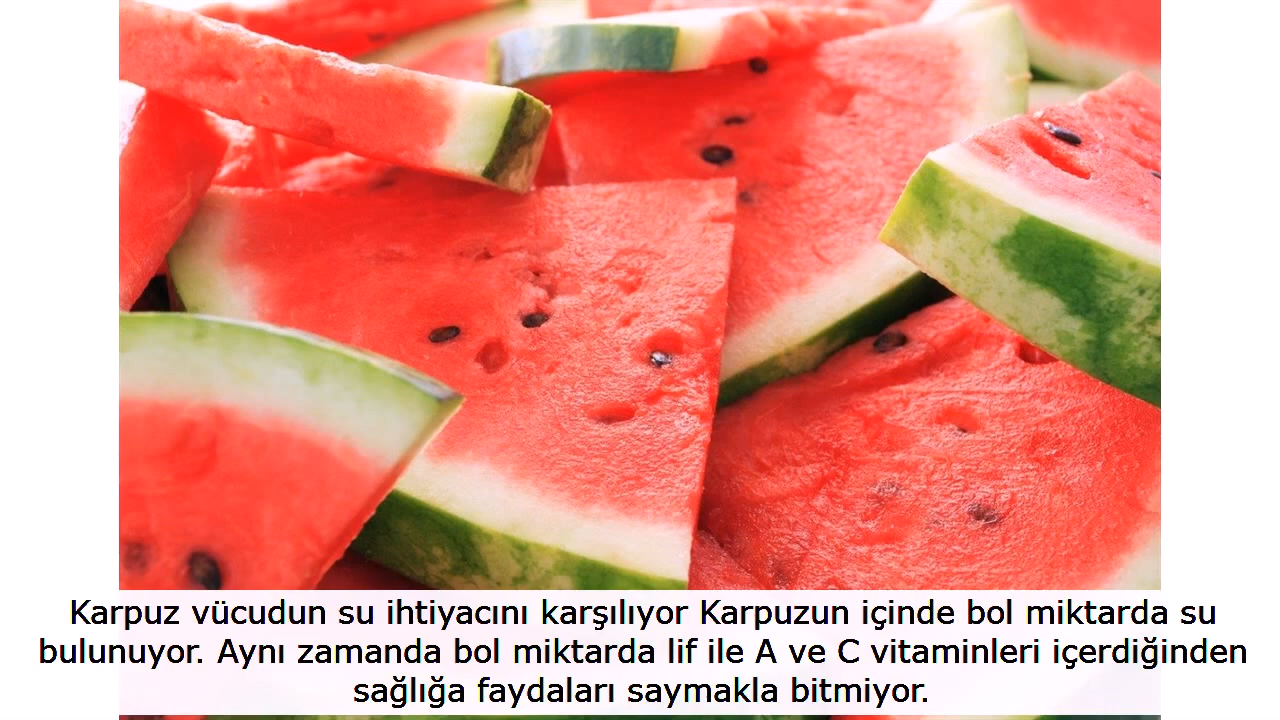 Karpuz vücudun su ihtiyacını karşılıyor Karpuzun içinde bol miktarda su
bulunuyor. Aynı zamanda bol miktarda lif ile A ve C vitaminleri içerdiğinden
sağlığa faydaları saymakla bitmiyor.